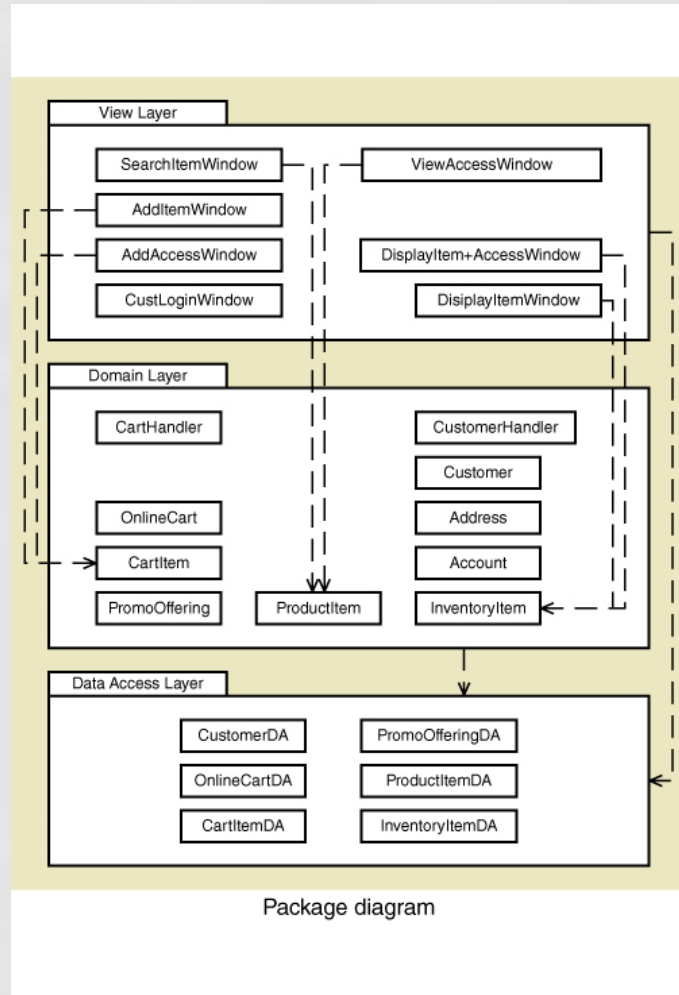 View Layer
SearchItemWindow
ViewAccessWindow
AddItemWindow
AddAccessWindow
DisplayItem+AccessWindow
CustLoginWindow
DisiplayItemWindow
Domain Layer
CartHandler
CustomerHandler
Customer
OnlineCart
Address
CartItem
Account
PromoOffering
ProductItem
InventoryItem
Data Access Layer
CustomerDA
PromoOfferingDA
OnlineCartDA
ProductItemDA
CartItemDA
InventoryItemDA
Package diagram